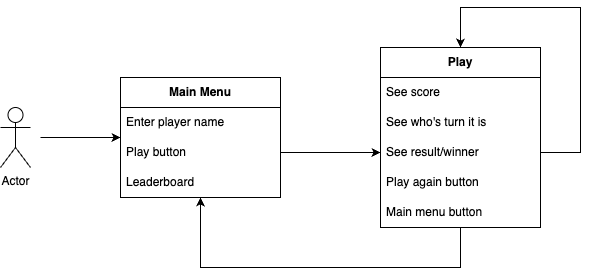 Actor
Main Menu
Enter player name
Play button
Leaderboard
Play
See score
See who's turn it is
See result/winner
Play again button
Main menu button